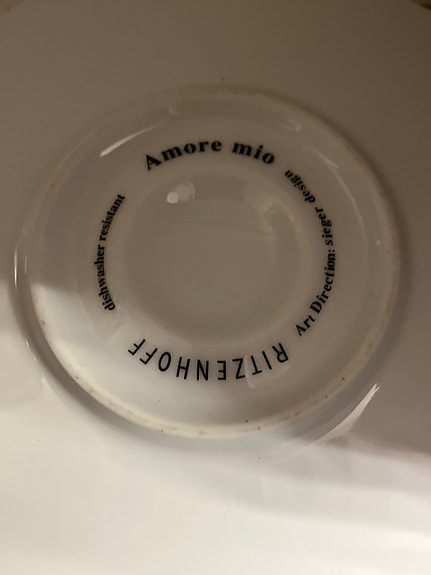 Amore mio
Art Direction: sieger design
RITZENHOFF
dishwasher resistant